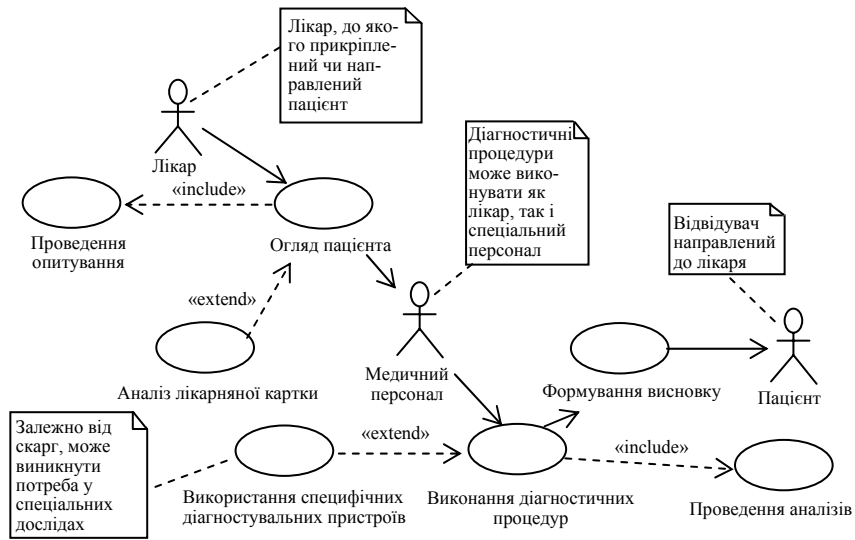 Лікар, до яко-
го прикріпле-
ний чи нап-
равлений
пацієнт
Лікар
Діагностичні
процедури
може вико-
нувати як
лікар, так і
спеціальний
персонал
«include»
Проведення
опитування
Огляд пацієнта
Відвідувач
направлений
до лікаря
«extend»
Аналіз лікарняної картки
Медичний
персонал
Формування висновку
Пацієнт
Залежно від
скарг, може
виникнути
потреба у
спеціальних
дослідах
«extend»
«include»
Використання специфічних
діагностувальних пристроїв
Виконання діагностичних
процедур
Проведення аналізів